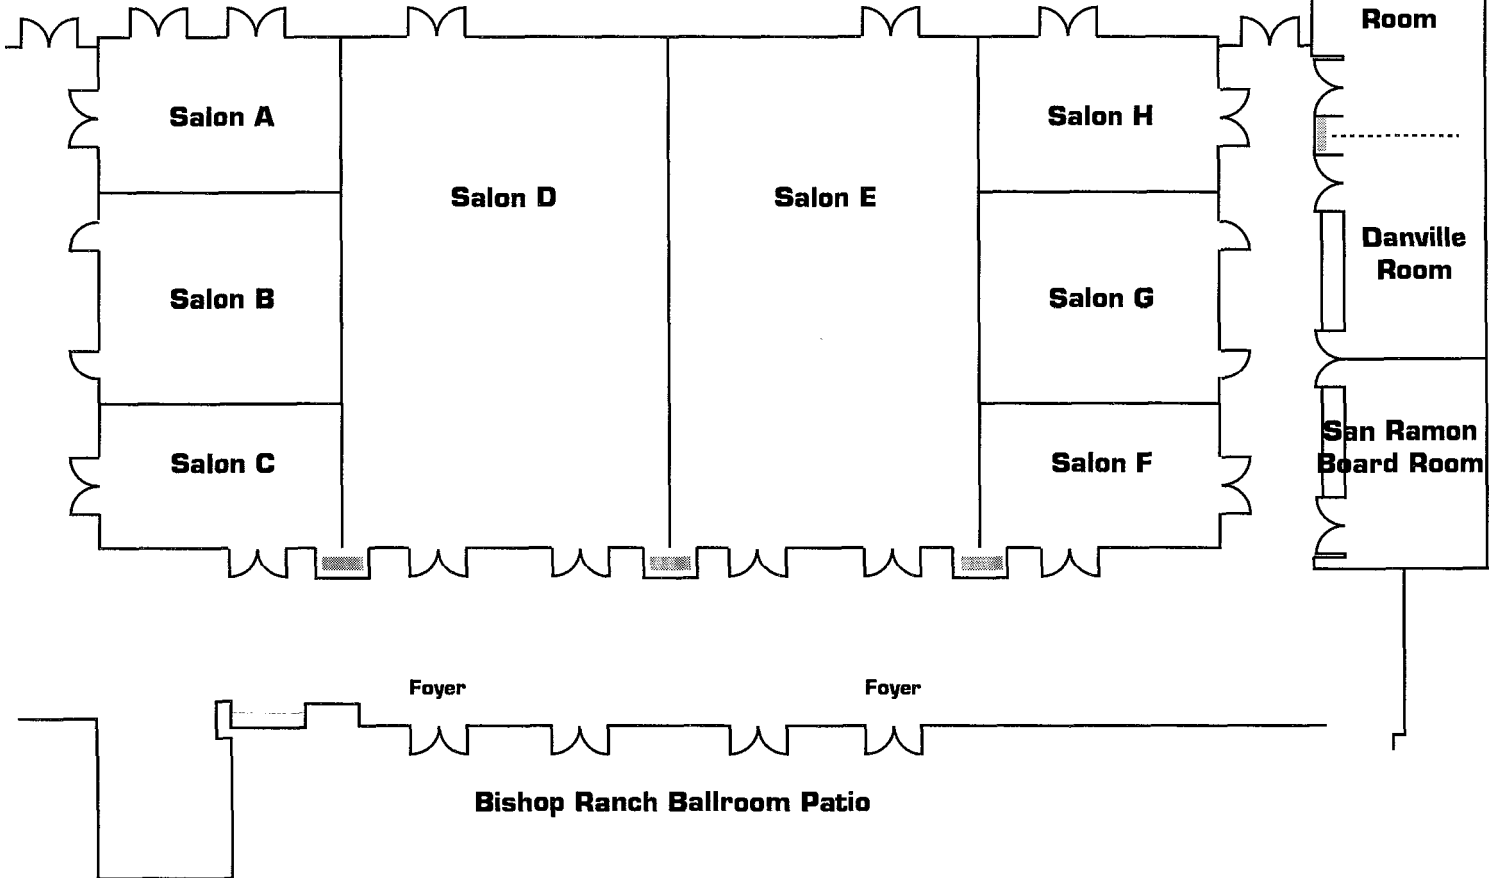 Room
Salon A
Salon H
Salon D
Salon E
Danville
Room
Salon B
Salon G
San Ramon
Board Room
Salon C
Salon F
Foyer
Foyer
Bishop Ranch Ballroom Patio